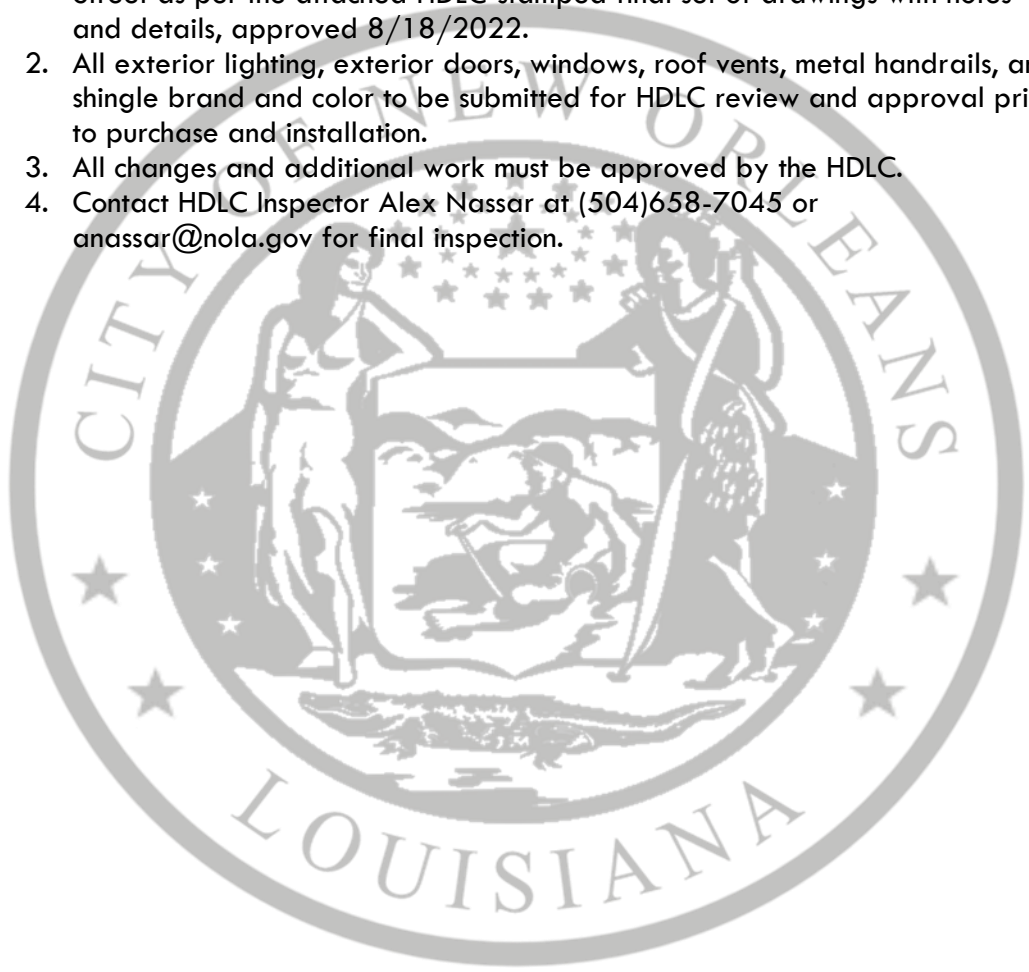 and details, approved 8/18/2022.
2. All exterior lighting, exterior doors, windows, roof vents, metal handrails,
shingle brand and color to be submitted for HDLC review and approval
to purchase and installation.
3. All changes and additional work must be approved by the HDLC.
4. Contact HDLC Inspector Alex Nassar at (504)658-7045 or
anassar@nola.gov for final inspection.
CITY OF NEW ORLEANS
LOUISIANA